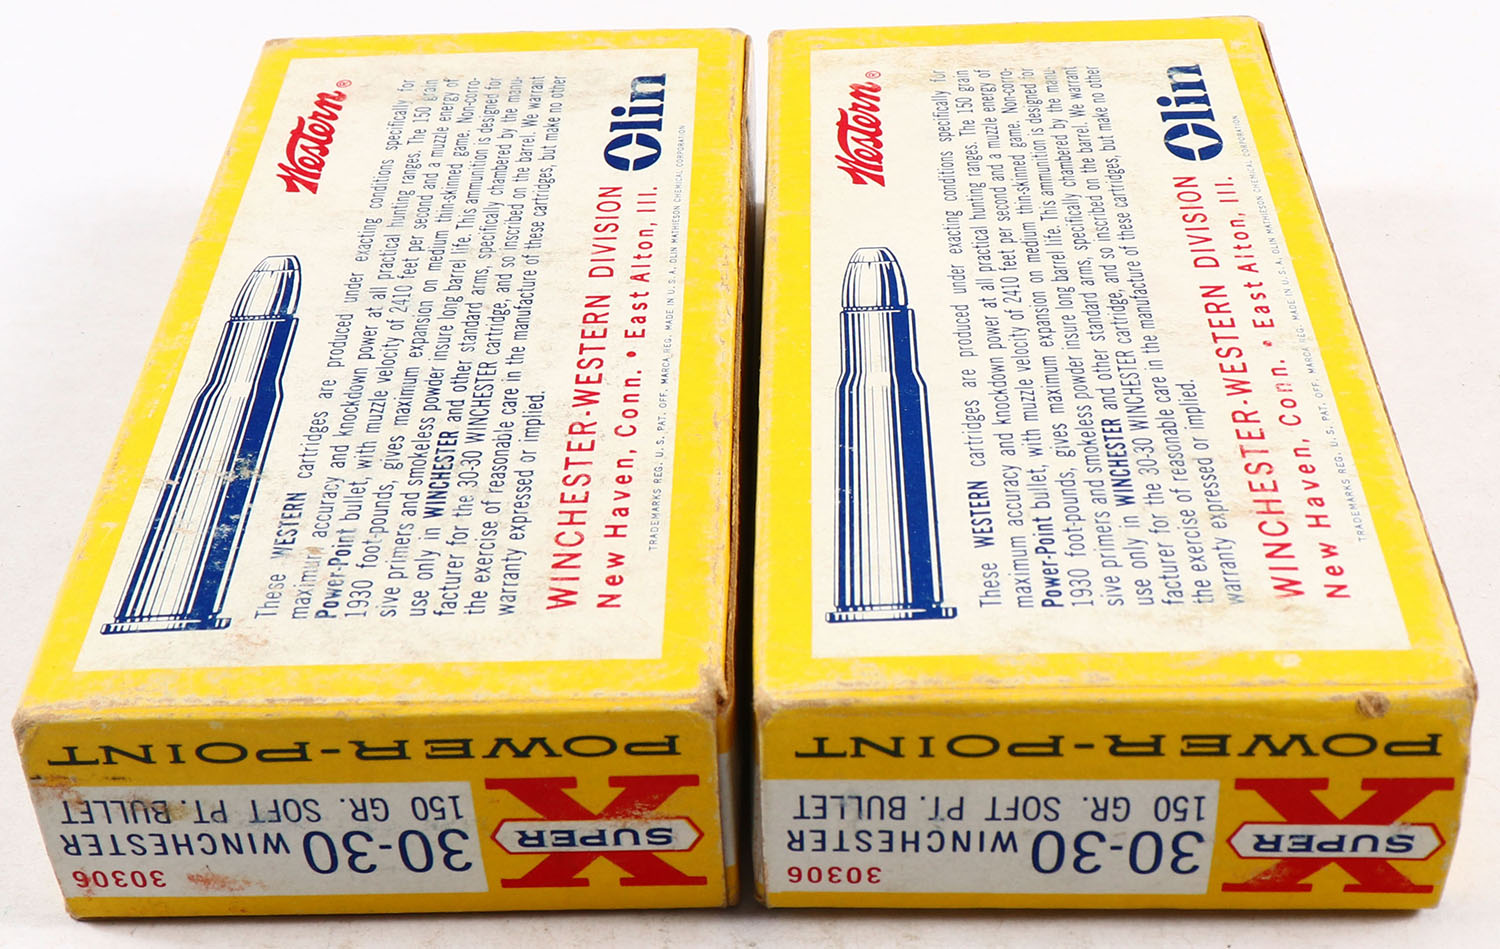 Western®
These WESTERN cartridges are produced under exacting conditions specifically for
maximum accuracy and knockdown power at all practical hunting ranges. The 150 grain
Power-Point bullet, with muzzle velocity of 2410 feet per second and a muzzle energy of
1930 foot-pounds, gives maximum expansion on medium thin-skinned game. Non-corro-
sive primers and smokeless powder insure long barrel life. This ammunition is designed for
use only in WINCHESTER and other standard arms, specifically chambered by the manu-
facturer for the 30-30 WINCHESTER cartridge, and so inscribed on the barrel. We warrant
the exercise of reasonable care in the manufacture of these cartridges, but make no other
warranty expressed or implied.
WINCHESTER-WESTERN DIVISION
New Haven, Conn. • East Alton, Ill.
Olin
TRADEMARKS REG. U.S. PAT. OFF. MARCA REG. MADE IN U.S.A. OLIN MATHIESON CHEMICAL CORPORATION
POWER-POINT
SUPER X
150 GR. SOFT PT. BULLET
30-30 WINCHESTER
30306
Western®
These WESTERN cartridges are produced under exacting conditions specifically for
maximum accuracy and knockdown power at all practical hunting ranges. The 150 grain
Power-Point bullet, with muzzle velocity of 2410 feet per second and a muzzle energy of
1930 foot-pounds, gives maximum expansion on medium thin-skinned game. Non-corro-
sive primers and smokeless powder insure long barrel life. This ammunition is designed for
use only in WINCHESTER and other standard arms, specifically chambered by the manu-
facturer for the 30-30 WINCHESTER cartridge, and so inscribed on the barrel. We warrant
the exercise of reasonable care in the manufacture of these cartridges, but make no other
warranty expressed or implied.
WINCHESTER-WESTERN DIVISION
New Haven, Conn. • East Alton, Ill.
Olin
TRADEMARKS REG. U.S. PAT. OFF. MARCA REG. MADE IN U.S.A. OLIN MATHIESON CHEMICAL CORPORATION
POWER-POINT
SUPER X
150 GR. SOFT PT. BULLET
30-30 WINCHESTER
30306